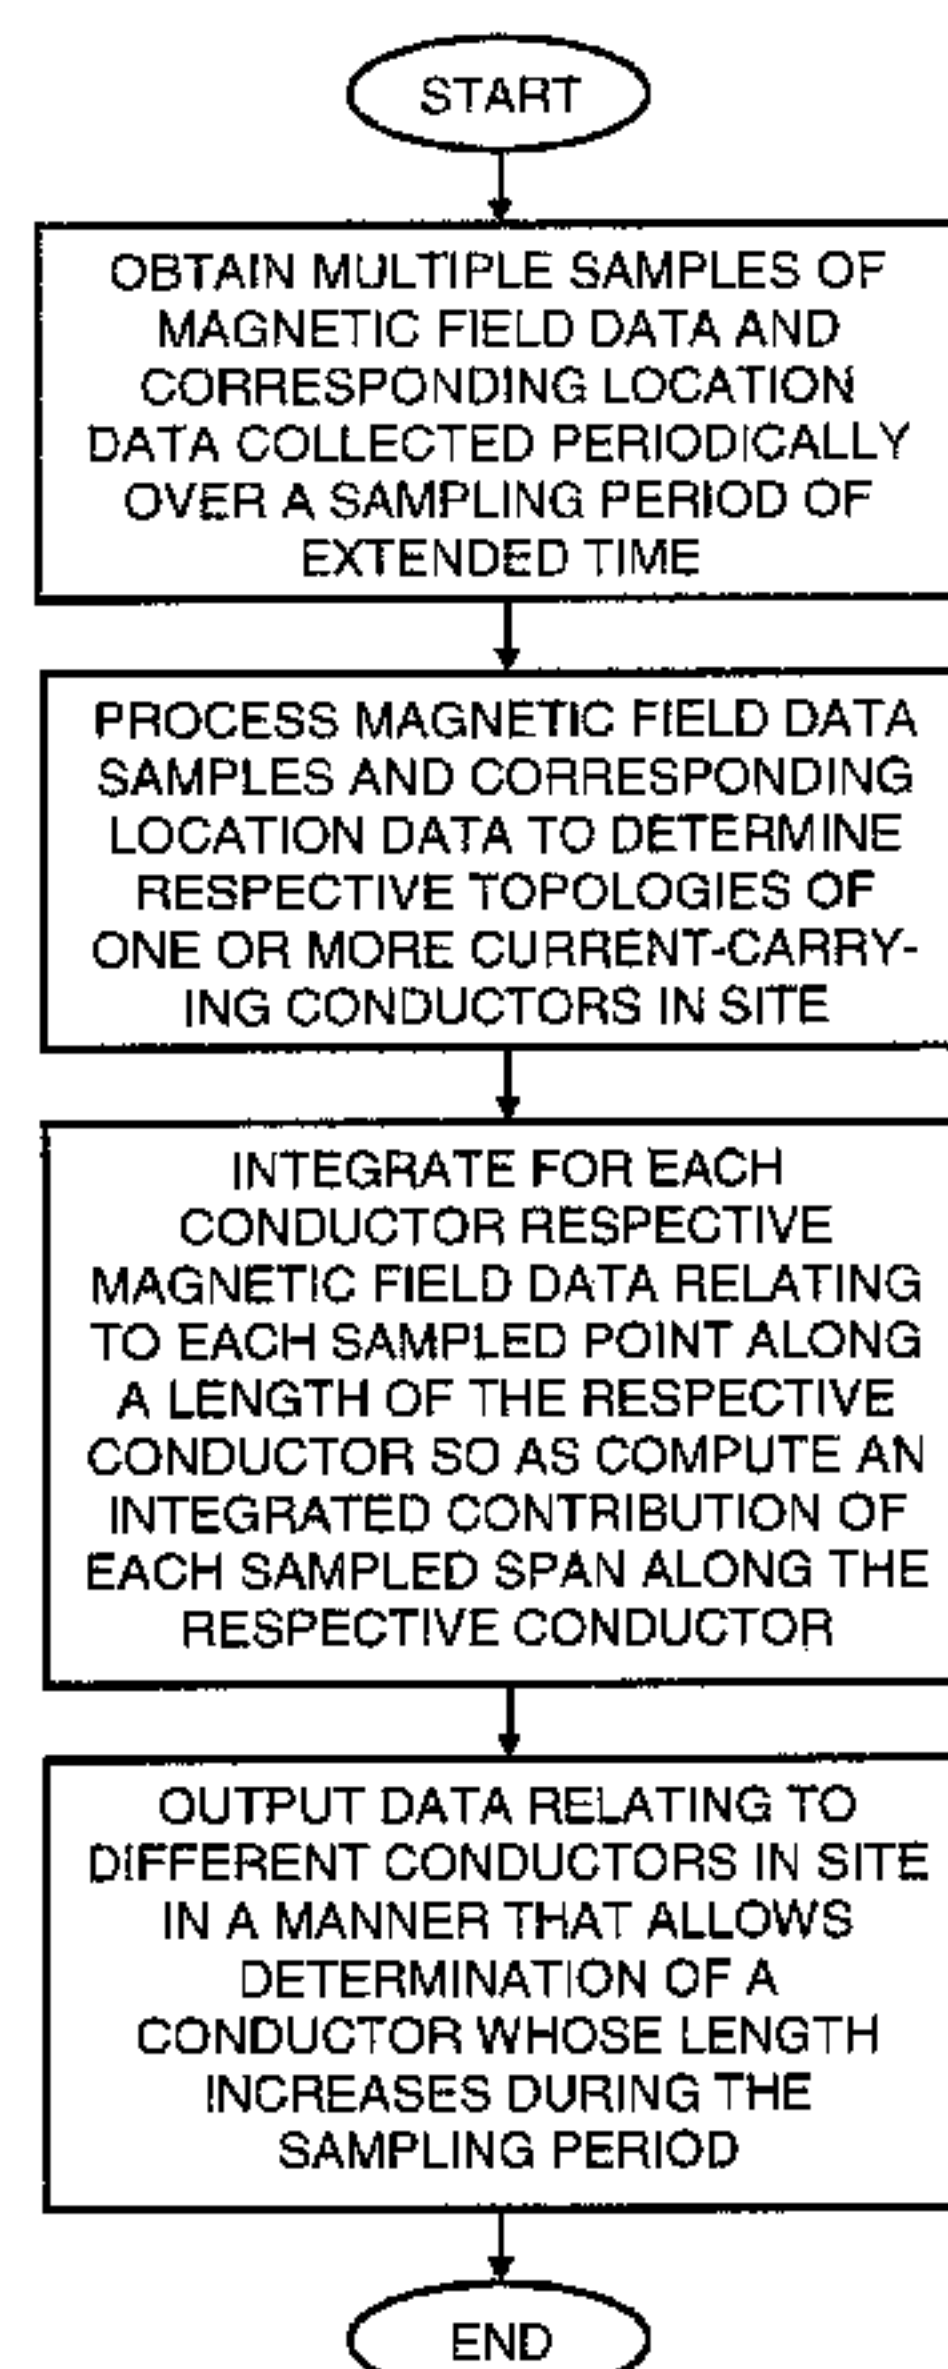 START
OBTAIN MULTIPLE SAMPLES OF
MAGNETIC FIELD DATA AND
CORRESPONDING LOCATION
DATA COLLECTED PERIODICALLY
OVER A SAMPLING PERIOD OF
EXTENDED TIME
PROCESS MAGNETIC FIELD DATA
SAMPLES AND CORRESPONDING
LOCATION DATA TO DETERMINE
RESPECTIVE TOPOLOGIES OF
ONE OR MORE CURRENT-CARRY-
ING CONDUCTORS IN SITE
INTEGRATE FOR EACH
CONDUCTOR RESPECTIVE
MAGNETIC FIELD DATA RELATING
TO EACH SAMPLED POINT ALONG
A LENGTH OF THE RESPECTIVE
CONDUCTOR SO AS COMPUTE AN
INTEGRATED CONTRIBUTION OF
EACH SAMPLED SPAN ALONG THE
RESPECTIVE CONDUCTOR
OUTPUT DATA RELATING TO
DIFFERENT CONDUCTORS IN SITE
IN A MANNER THAT ALLOWS
DETERMINATION OF A
CONDUCTOR WHOSE LENGTH
INCREASES DURING THE
SAMPLING PERIOD
END